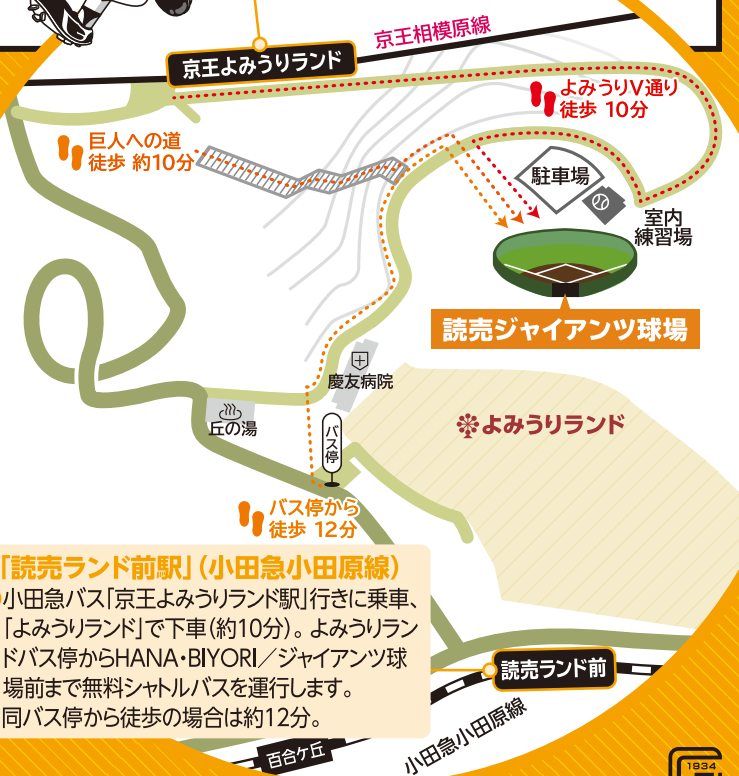 京王相模原線
京王よみうりランド
よみうりV通り
徒歩 10分
巨人への道
徒歩 約10分
駐車場
室内
練習場
読売ジャイアンツ球場
慶友病院
丘の湯
バス停
よみうりランド
バス停から
徒歩 12分
「読売ランド前駅」(小田急小田原線)
小田急バス「京王よみうりランド駅」行きに乗車、
「よみうりランド」で下車(約10分)。よみうりラン
ドバス停からHANA・BIYORI/ジャイアンツ球
場前まで無料シャトルバスを運行します。
同バス停から徒歩の場合は約12分。
読売ランド前
小田急小田原線
百合ケ丘
1934